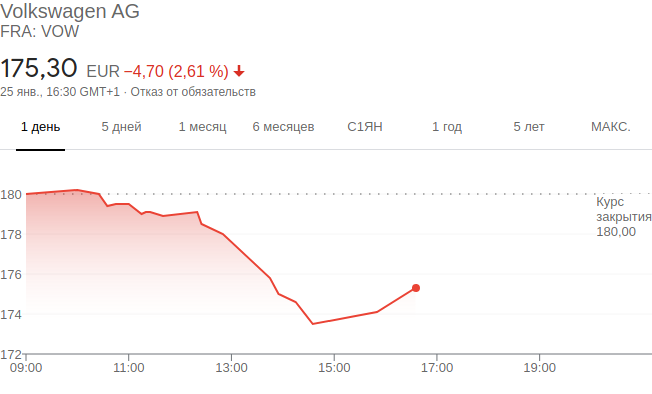 Volkswagen AG
FRA: VOW
175,30 EUR −4,70 (2,61 %)
25 янв., 16:30 GMT+1 · Отказ от обязательств
1 день 5 дней 1 месяц 6 месяцев С1ЯН 1 год 5 лет МАКС.
180
Курс
закрытия
180,00
178
176
174
172
09:00 11:00 13:00 15:00 17:00 19:00